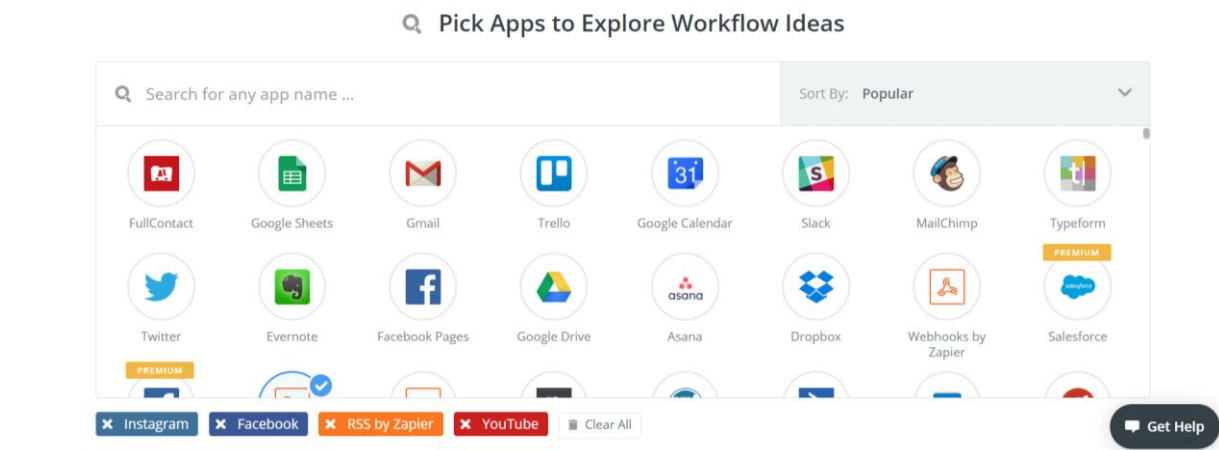 Pick Apps to Explore Workflow Ideas
Search for any app name ...
Sort By: Popular
31 S t|
FullContact Google Sheets Gmail Trello Google Calendar Slack MailChimp Typeform
PREMIUM
f asana salesforce
Twitter Evernote Facebook Pages Google Drive Asana Dropbox Webhooks by Zapier Salesforce
PREMIUM
Instagram Facebook RSS by Zapier YouTube Clear All
Get Help